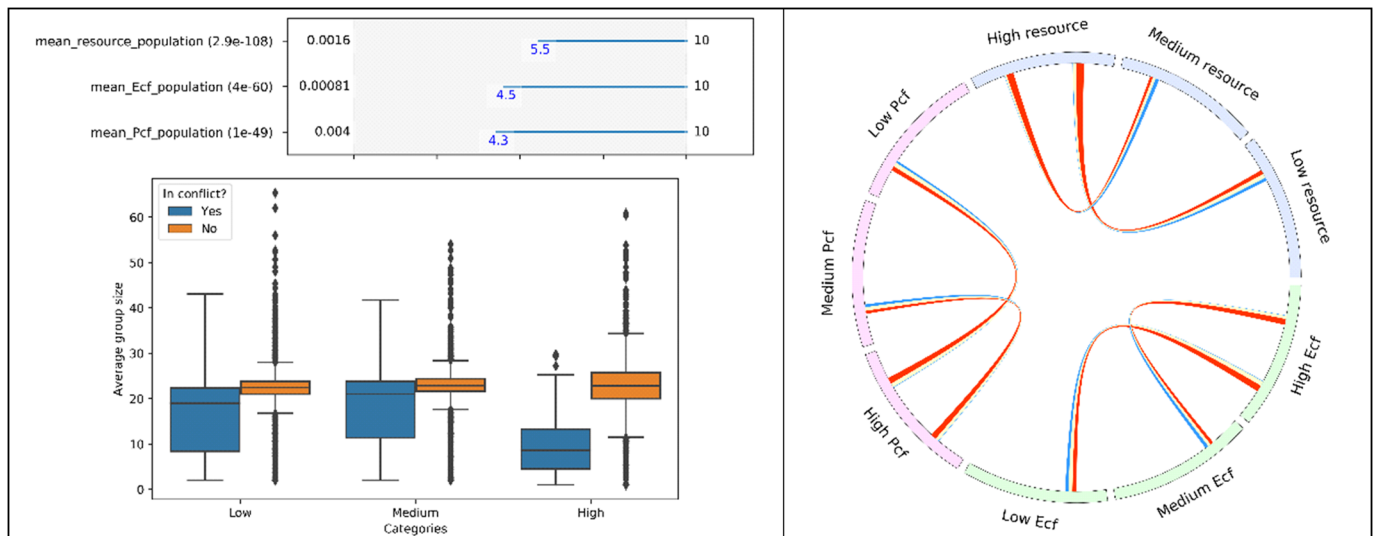 mean_resource_population (2.9e-108)
0.0016
5.5
10
mean_Ecf_population (4e-60)
0.00081
4.5
10
mean_Pcf_population (1e-49)
0.004
4.3
10
In conflict?
Yes
No
Average group size
60
50
40
30
20
10
0
Low
Medium
High
Categories
High resource
Medium resource
Low resource
High Ecf
Medium Ecf
Low Ecf
High Pcf
Medium Pcf
Low Pcf